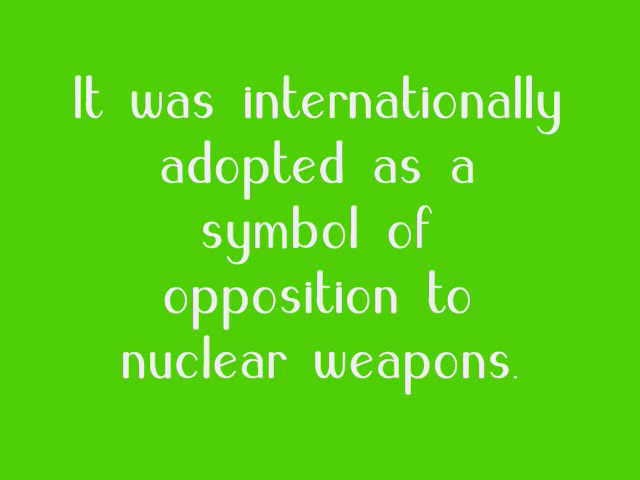 It was internationally
adopted as a
symbol of
opposition to
nuclear weapons.